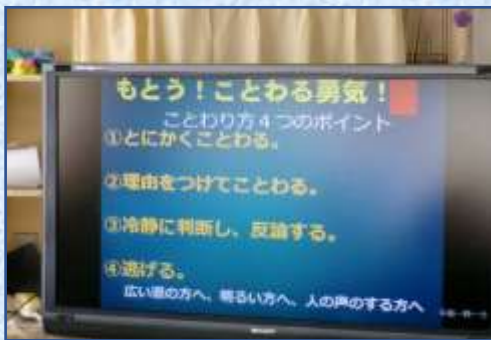 もとう！ことわる勇気！
ことわり方４つのポイント
①とにかくことわる。
②理由をつけてことわる。
③冷静に判断し、反論する。
④逃げる。
広い道の方へ、明るい方へ、人の声のする方へ